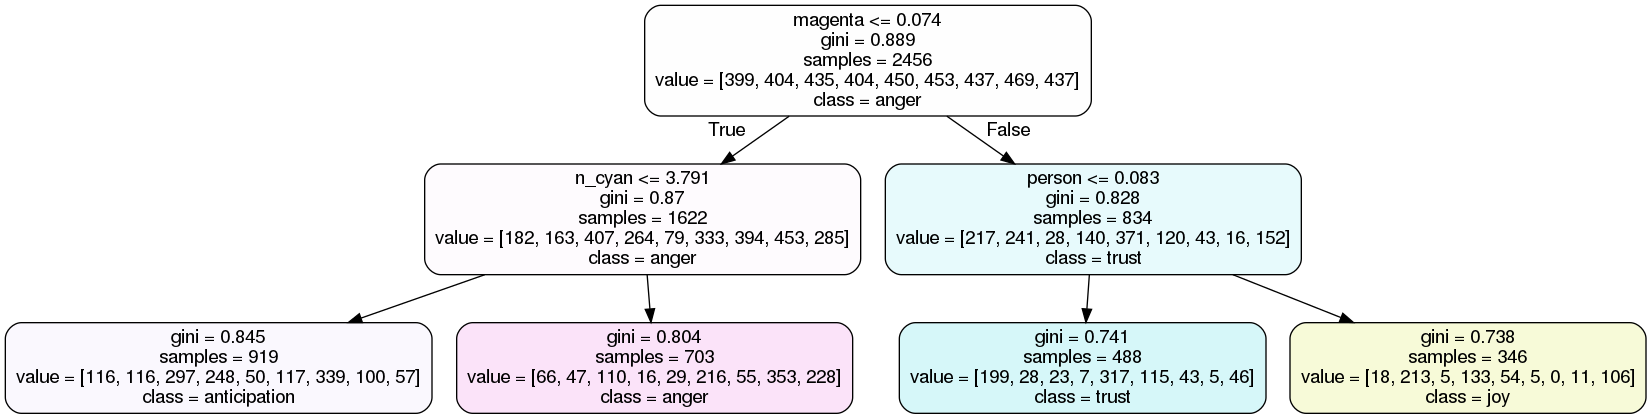 magenta <= 0.074
gini = 0.889
samples = 2456
value = [399, 404, 435, 404, 450, 453, 437, 469, 437]
class = anger
True
False
n_cyan <= 3.791
gini = 0.87
samples = 1622
value = [182, 163, 407, 264, 79, 333, 394, 453, 285]
class = anger
person <= 0.083
gini = 0.828
samples = 834
value = [217, 241, 28, 140, 371, 120, 43, 16, 152]
class = trust
gini = 0.845
samples = 919
value = [116, 116, 297, 248, 50, 117, 339, 100, 57]
class = anticipation
gini = 0.804
samples = 703
value = [66, 47, 110, 16, 29, 216, 55, 353, 228]
class = anger
gini = 0.741
samples = 488
value = [199, 28, 23, 7, 317, 115, 43, 5, 46]
class = trust
gini = 0.738
samples = 346
value = [18, 213, 5, 133, 54, 5, 0, 11, 106]
class = joy